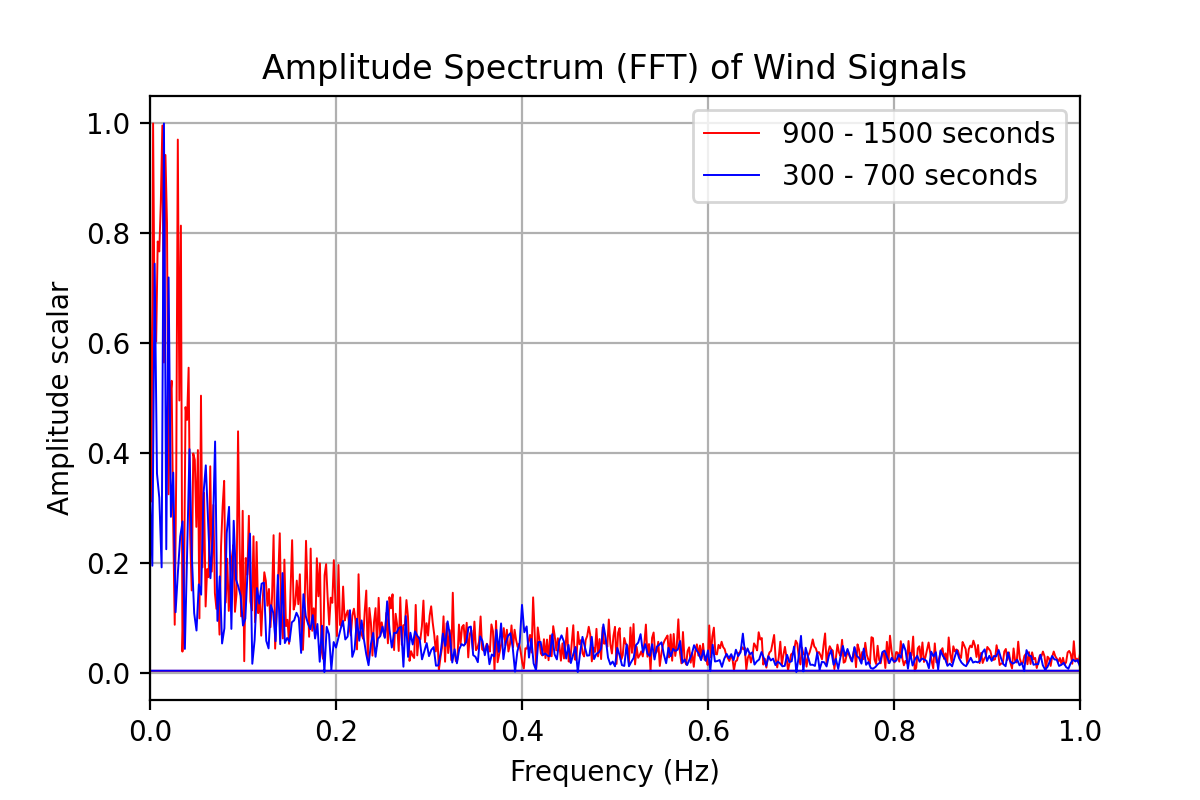 Amplitude Spectrum (FFT) of Wind Signals
900 - 1500 seconds
300 - 700 seconds
Amplitude scalar
1.0
0.8
0.6
0.4
0.2
0.0
0.0 0.2 0.4 0.6 0.8 1.0
Frequency (Hz)